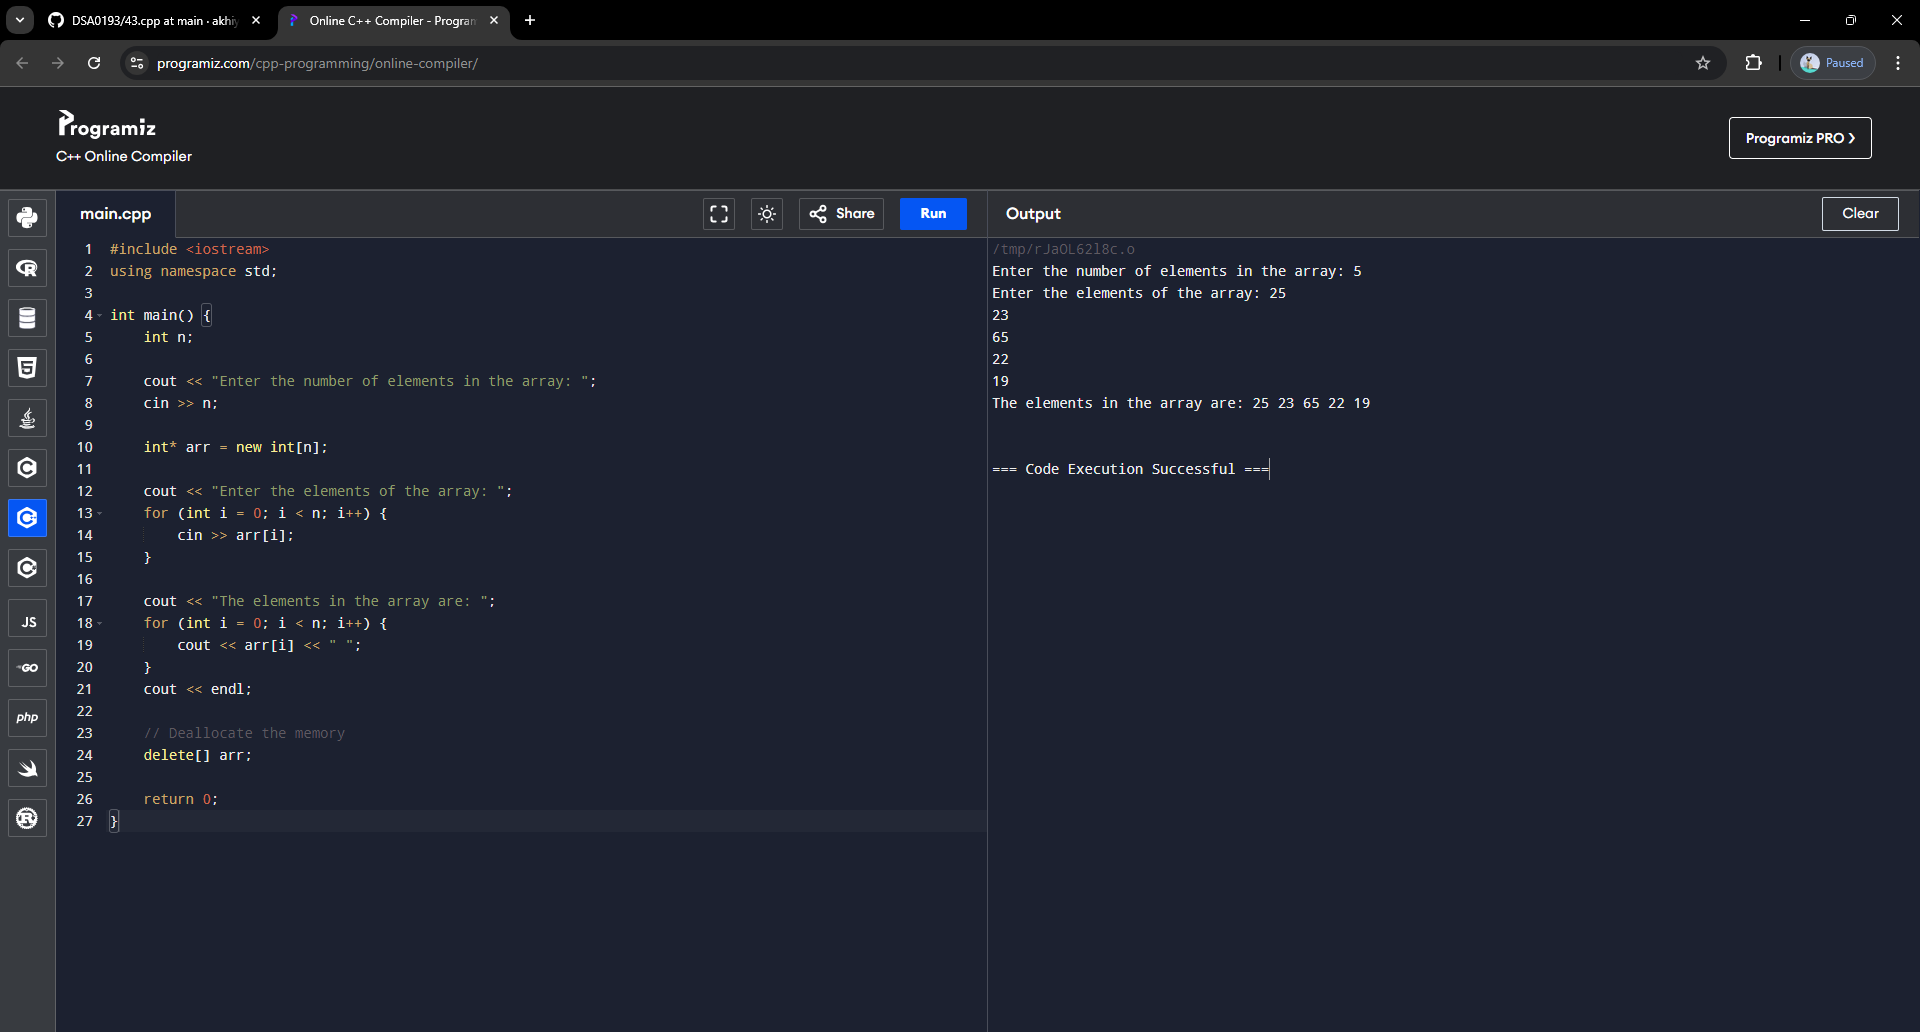 DSA0193/43.cpp at main · akhiy
Online C++ Compiler - Program
programiz.com/cpp-programming/online-compiler/
Paused
Programiz
C++ Online Compiler
Programiz PRO ❯
main.cpp
Share
Run
Output
Clear
1 #include <iostream>
2 using namespace std;
3
4 int main() {
5     int n;
6
7     cout << "Enter the number of elements in the array: ";
8     cin >> n;
9
10     int* arr = new int[n];
11
12     cout << "Enter the elements of the array: ";
13     for (int i = 0; i < n; i++) {
14         cin >> arr[i];
15     }
16
17     cout << "The elements in the array are: ";
18     for (int i = 0; i < n; i++) {
19         cout << arr[i] << " ";
20     }
21     cout << endl;
22
23     // Deallocate the memory
24     delete[] arr;
25
26     return 0;
27 }
/tmp/rJaOL62l8c.o
Enter the number of elements in the array: 5
Enter the elements of the array: 25
23
65
22
19
The elements in the array are: 25 23 65 22 19
=== Code Execution Successful ===
R
5
C
C
C
JS
GO
php
R